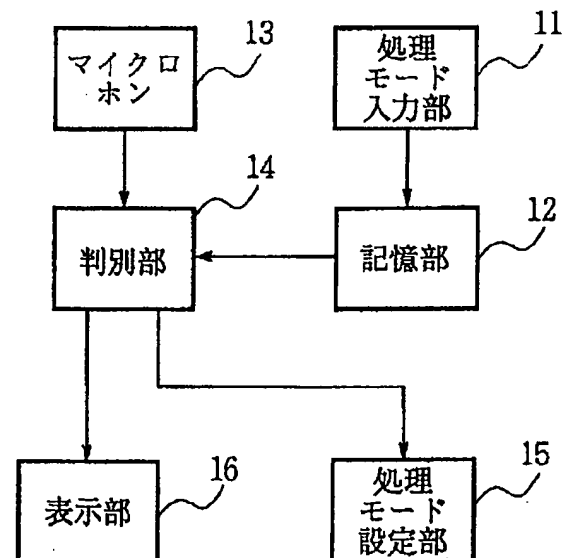 マイクロ
ホン
13
処理
モード
入力部
11
判別部
14
記憶部
12
表示部
16
処理
モード
設定部
15